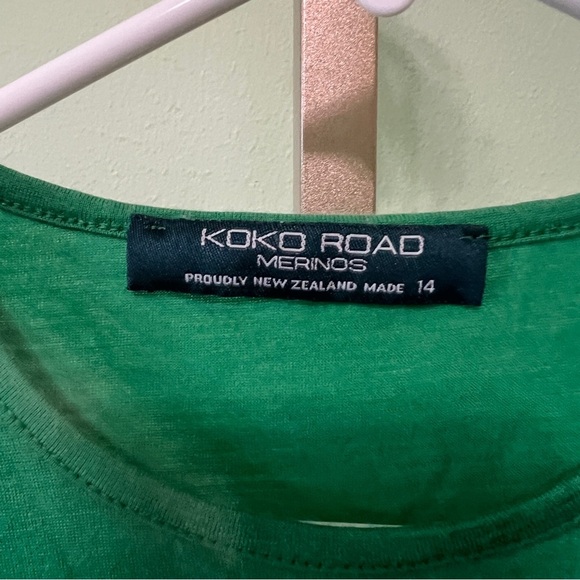 KOKO ROAD
MERINOS
PROUDLY NEW ZEALAND MADE 14